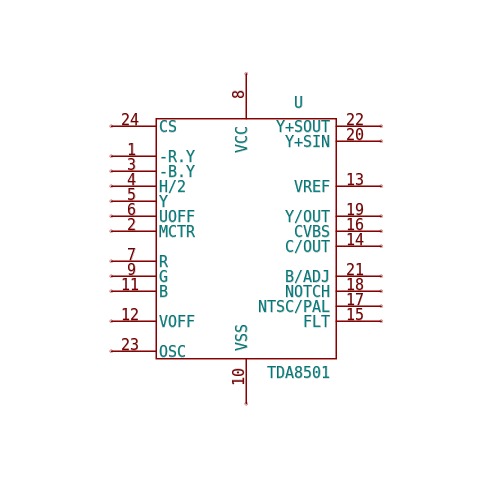 8
U
24 CS VCC Y+SOUT 22
Y+SIN 20
1 -R.Y
3 -B.Y
4 H/2 VREF 13
5 Y
6 UOFF Y/OUT 19
2 MCTR CVBS 16
C/OUT 14
7 R
9 G B/ADJ 21
11 B NOTCH 18
NTSC/PAL 17
12 VOFF FLT 15
VSS
23 OSC
10 TDA8501